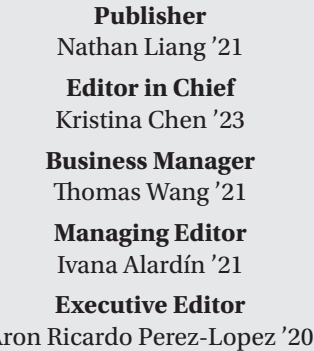 Publisher
Nathan Liang ’21
Editor in Chief
Kristina Chen ’23
Business Manager
Thomas Wang ’21
Managing Editor
Ivana Alardín ’21
Executive Editor
Ricardo Perez-Lopez ’20